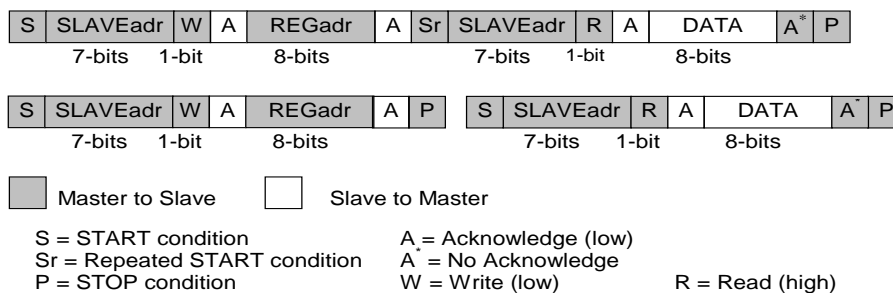 S SLAVEadr W A REGadr A Sr SLAVEadr R A DATA A* P
7-bits 1-bit 8-bits 7-bits 1-bit 8-bits
S SLAVEadr W A REGadr A P S SLAVEadr R A DATA A* P
7-bits 1-bit 8-bits 7-bits 1-bit 8-bits
Master to Slave Slave to Master
S = START condition A = Acknowledge (low)
Sr = Repeated START condition A* = No Acknowledge
P = STOP condition W = Write (low) R = Read (high)